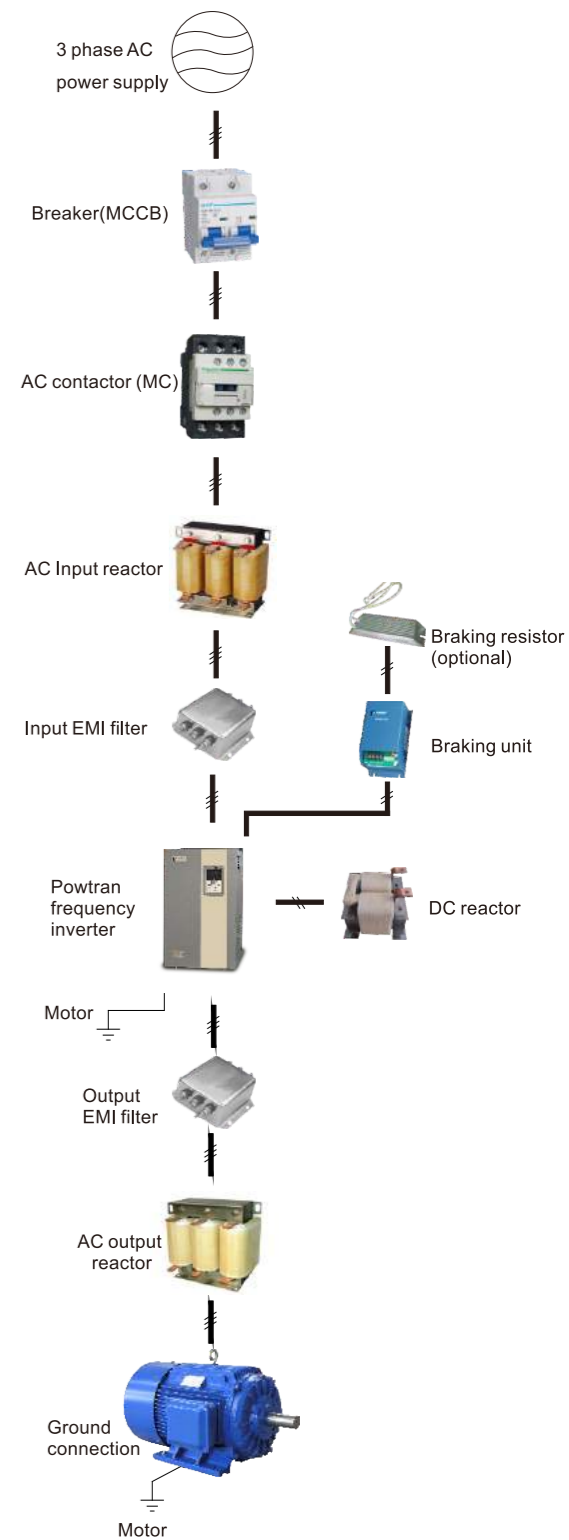 3 phase AC
power supply
Breaker(MCCB)
AC contactor (MC)
AC Input reactor
Braking resistor
(optional)
Input EMI filter
Braking unit
Powtran
frequency
inverter
DC reactor
Motor
Output
EMI filter
AC output
reactor
Ground
connection
Motor